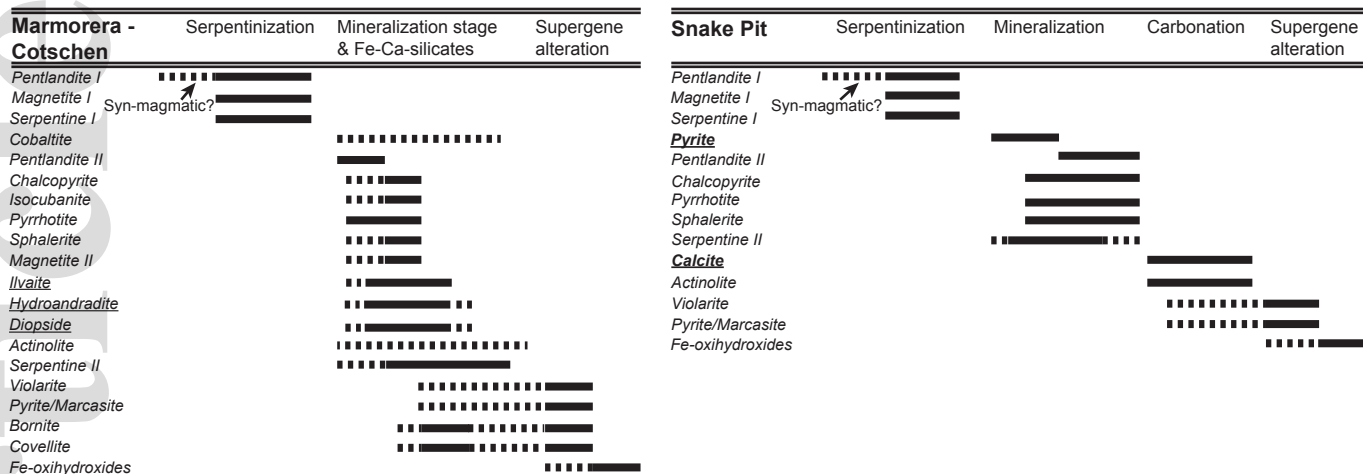 Marmorera -
Cotschen
Serpentinization
Mineralization stage
& Fe-Ca-silicates
Supergene
alteration
Pentlandite I
Magnetite I
Syn-magmatic?
Serpentine I
Cobaltite
Pentlandite II
Chalcopyrite
Isocubanite
Pyrrhotite
Sphalerite
Magnetite II
Ilvaite
Hydroandradite
Diopside
Actinolite
Serpentine II
Violarite
Pyrite/Marcasite
Bornite
Covellite
Fe-oxihydroxides
Snake Pit
Serpentinization
Mineralization
Carbonation
Supergene
alteration
Pentlandite I
Magnetite I
Syn-magmatic?
Serpentine I
Pyrite
Pentlandite II
Chalcopyrite
Pyrrhotite
Sphalerite
Serpentine II
Calcite
Actinolite
Violarite
Pyrite/Marcasite
Fe-oxihydroxides